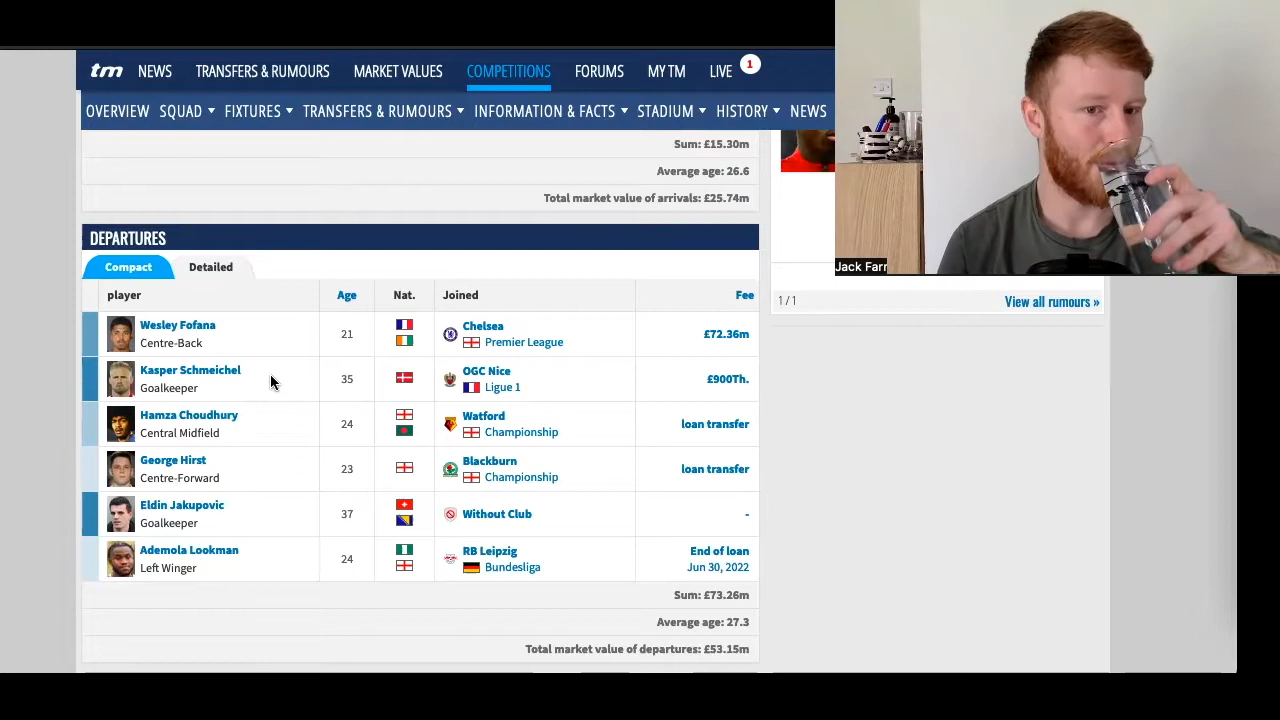 tm NEWS TRANSFERS & RUMOURS MARKET VALUES COMPETITIONS FORUMS MY TM LIVE 1
OVERVIEW SQUAD FIXTURES TRANSFERS & RUMOURS INFORMATION & FACTS STADIUM HISTORY NEWS
Sum: £15.30m
Average age: 26.6
Total market value of arrivals: £25.74m
DEPARTURES
Compact Detailed
player Age Nat. Joined Fee
Wesley Fofana
Centre-Back
21
Chelsea
Premier League
£72.36m
Kasper Schmeichel
Goalkeeper
35
OGC Nice
Ligue 1
£900Th.
Hamza Choudhury
Central Midfield
24
Watford
Championship
loan transfer
George Hirst
Centre-Forward
23
Blackburn
Championship
loan transfer
Eldin Jakupovic
Goalkeeper
37
Without Club
-
Ademola Lookman
Left Winger
24
RB Leipzig
Bundesliga
End of loan
Jun 30, 2022
Sum: £73.26m
Average age: 27.3
Total market value of departures: £53.15m
Jack Farr
1 / 1 View all rumours »